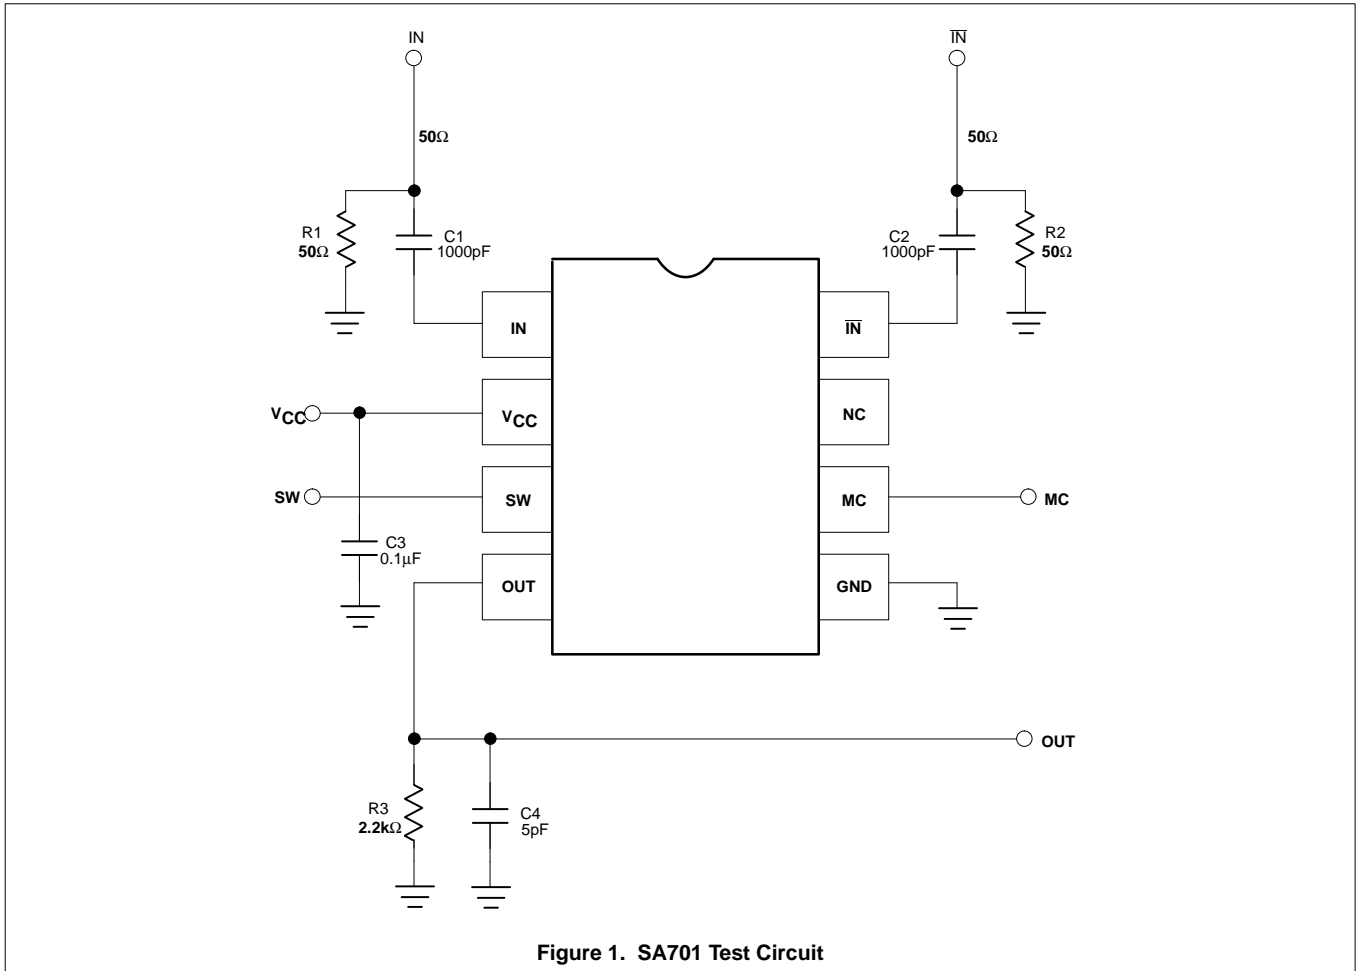 IN
IN
50Ω
50Ω
R1
50Ω
C1
1000pF
C2
1000pF
R2
50Ω
IN
IN
VCC
VCC
NC
SW
SW
MC
MC
C3
0.1µF
OUT
GND
OUT
R3
2.2kΩ
C4
5pF
Figure 1. SA701 Test Circuit